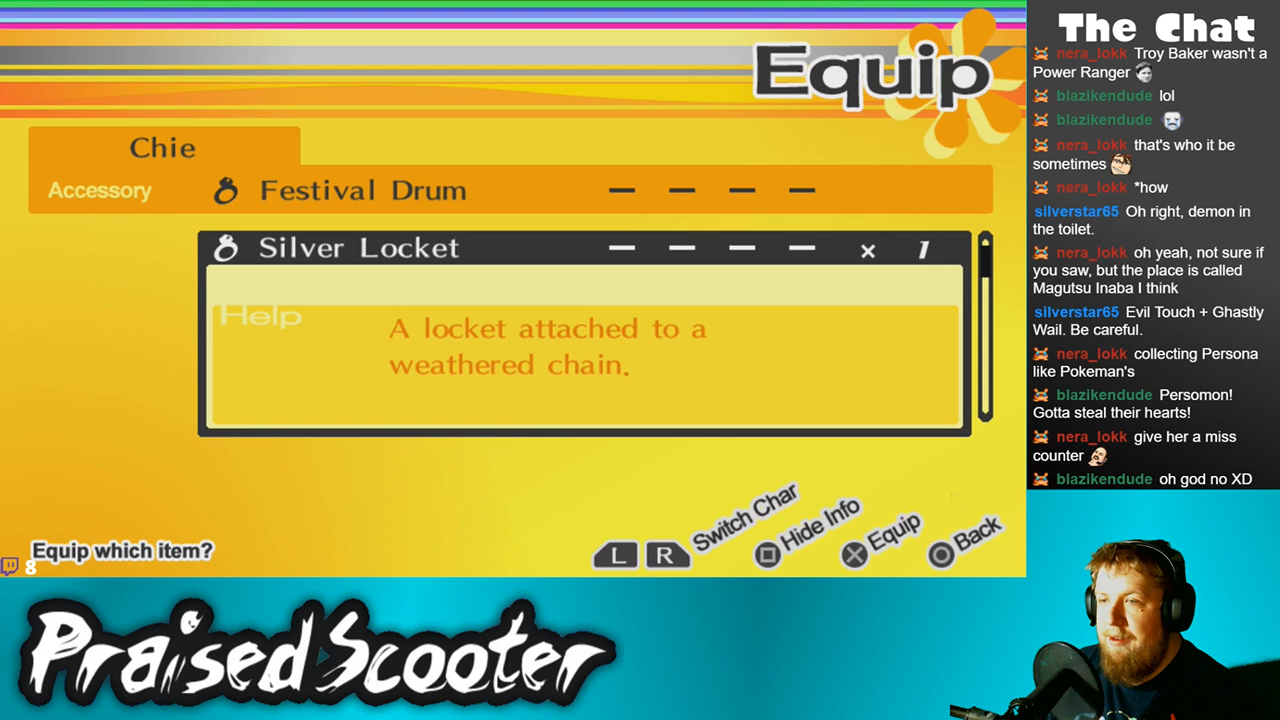 Equip
Chie
Accessory Festival Drum — — — —
Silver Locket — — — — × 1
Help
A locket attached to a
weathered chain.
L R Switch Char Hide Info Equip Back
Equip which item?
8
PraisedScooter
The Chat
nera_lokk Troy Baker wasn't a
Power Ranger
blazikendude lol
blazikendude
nera_lokk that's who it be
sometimes
nera_lokk *how
silverstar65 Oh right, demon in
the toilet.
nera_lokk oh yeah, not sure if
you saw, but the place is called
Magutsu Inaba I think
silverstar65 Evil Touch + Ghastly
Wail. Be careful.
nera_lokk collecting Persona
like Pokeman's
blazikendude Persomon!
Gotta steal their hearts!
nera_lokk give her a miss
counter
blazikendude oh god no XD